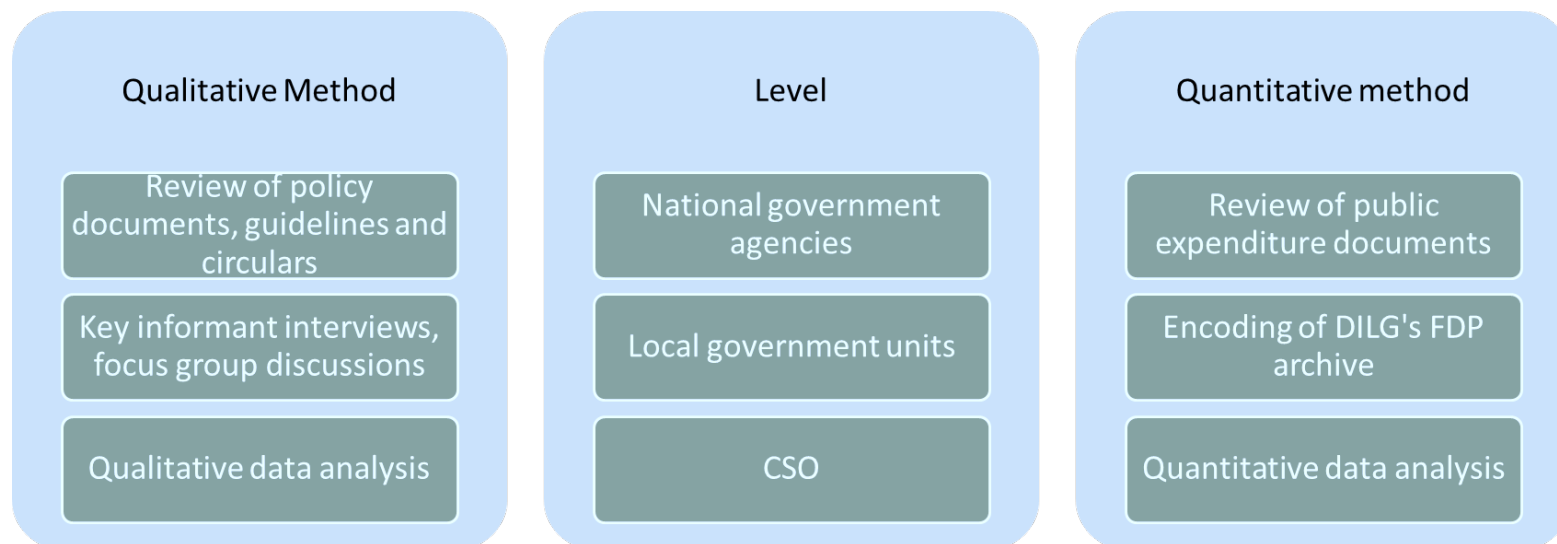 Qualitative Method
Review of policy
documents, guidelines and
circulars
Key informant interviews,
focus group discussions
Qualitative data analysis
Level
National government
agencies
Local government units
CSO
Quantitative method
Review of public
expenditure documents
Encoding of DILG's FDP
archive
Quantitative data analysis